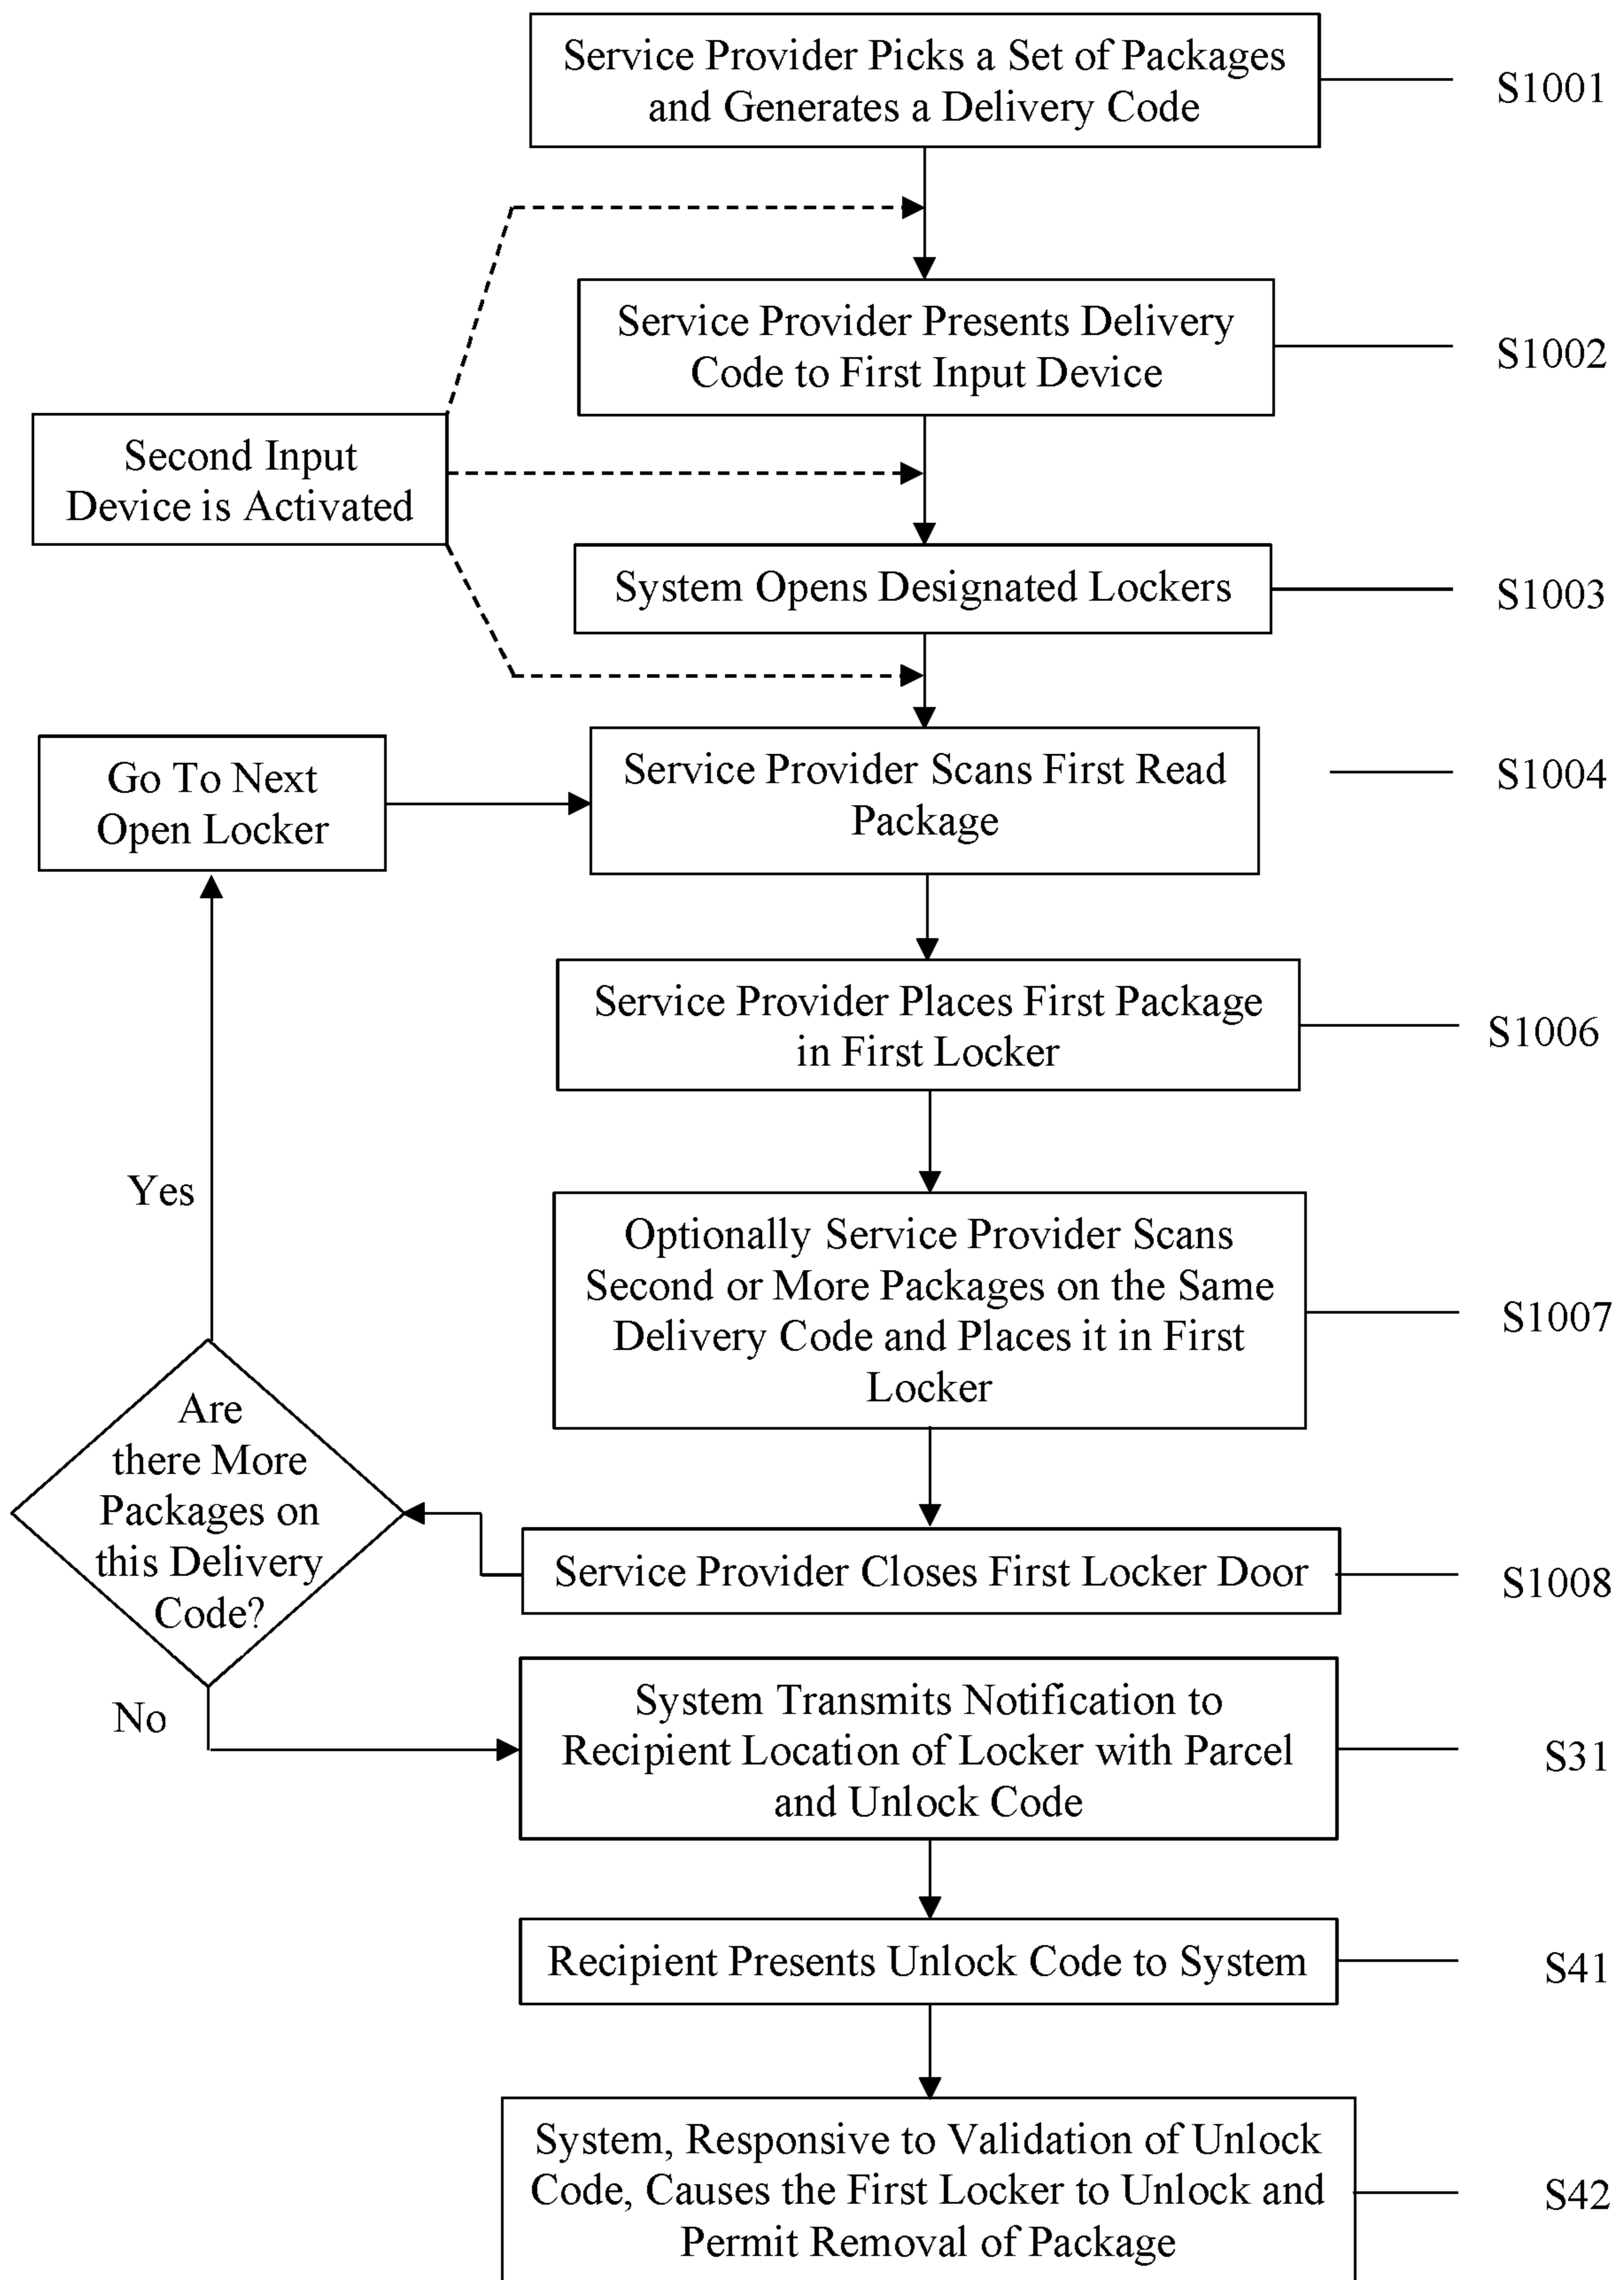 Service Provider Picks a Set of Packages
and Generates a Delivery Code
S1001
Service Provider Presents Delivery
Code to First Input Device
S1002
Second Input
Device is Activated
System Opens Designated Lockers
S1003
Go To Next
Open Locker
Service Provider Scans First Read
Package
S1004
Service Provider Places First Package
in First Locker
S1006
Yes
Optionally Service Provider Scans
Second or More Packages on the Same
Delivery Code and Places it in First
Locker
S1007
Are
there More
Packages on
this Delivery
Code?
Service Provider Closes First Locker Door
S1008
No
System Transmits Notification to
Recipient Location of Locker with Parcel
and Unlock Code
S31
Recipient Presents Unlock Code to System
S41
System, Responsive to Validation of Unlock
Code, Causes the First Locker to Unlock and
Permit Removal of Package
S42